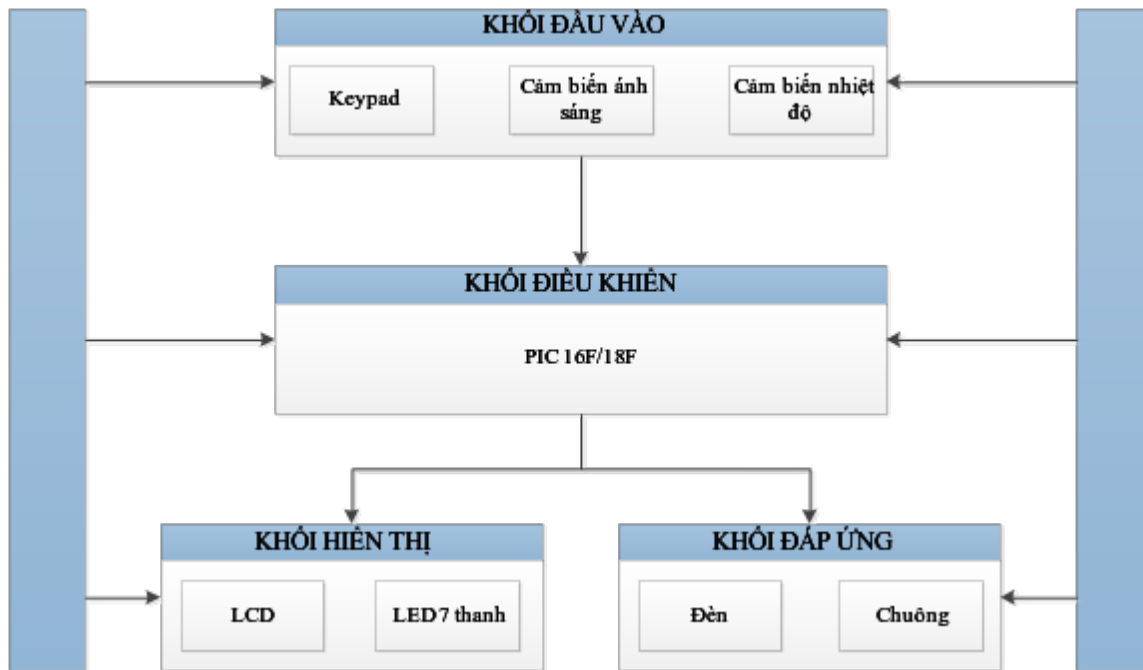 KHỐI ĐẦU VÀO
Keypad
Cảm biến ánh
sáng
Cảm biến nhiệt
độ
KHỐI ĐIỀU KHIỂN
PIC 16F/18F
KHỐI HIỂN THỊ
LCD
LED 7 thanh
KHỐI ĐÁP ỨNG
Đèn
Chuông